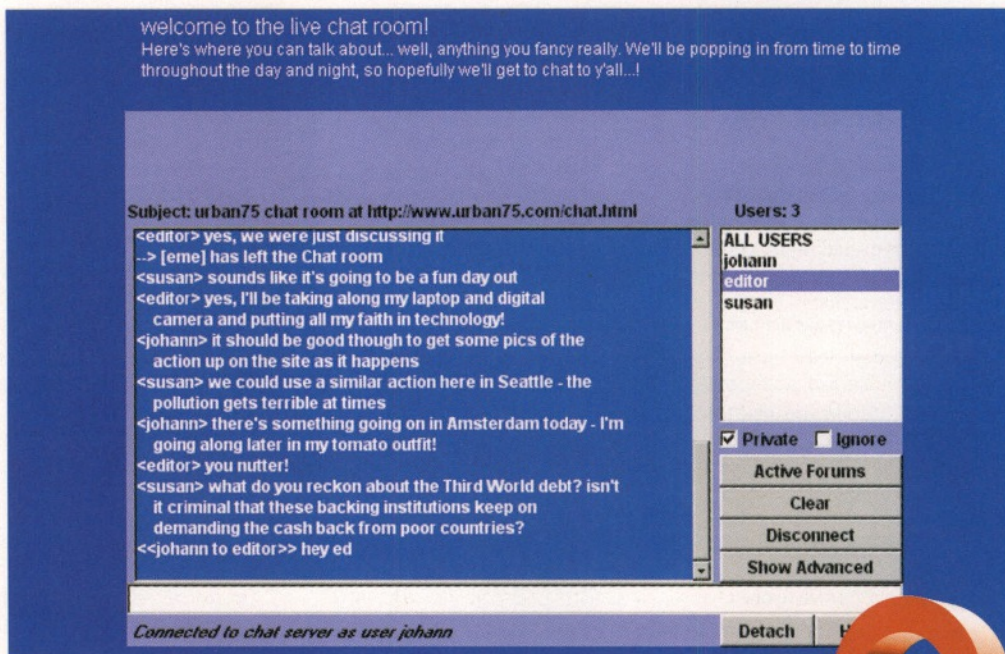 welcome to the live chat room!
Here's where you can talk about... well, anything you fancy really. We'll be popping in from time to time
throughout the day and night, so hopefully we'll get to chat to y'all...!
Subject: urban75 chat room at http://www.urban75.com/chat.html
Users: 3
<editor> yes, we were just discussing it
--> [eme] has left the Chat room
<susan> sounds like it's going to be a fun day out
<editor> yes, I'll be taking along my laptop and digital
camera and putting all my faith in technology!
<johann> it should be good though to get some pics of the
action up on the site as it happens
<susan> we could use a similar action here in Seattle - the
pollution gets terrible at times
<johann> there's something going on in Amsterdam today - I'm
going along later in my tomato outfit!
<editor> you nutter!
<susan> what do you reckon about the Third World debt? isn't
it criminal that these backing institutions keep on
demanding the cash back from poor countries?
<<johann to editor>> hey ed
ALL USERS
johann
editor
susan
Private
Ignore
Active Forums
Clear
Disconnect
Show Advanced
Connected to chat server as user johann
Detach